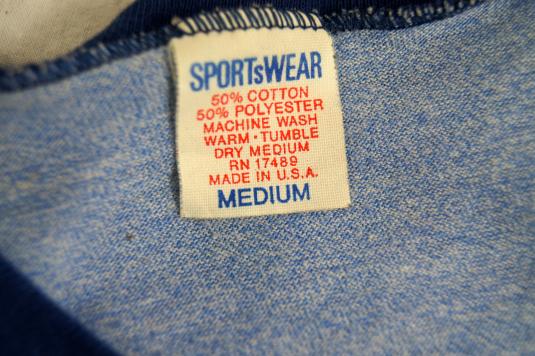 SPORTsWEAR
50% COTTON
50% POLYESTER
MACHINE WASH
WARM • TUMBLE
DRY MEDIUM
RN 17489
MADE IN U.S.A.
MEDIUM